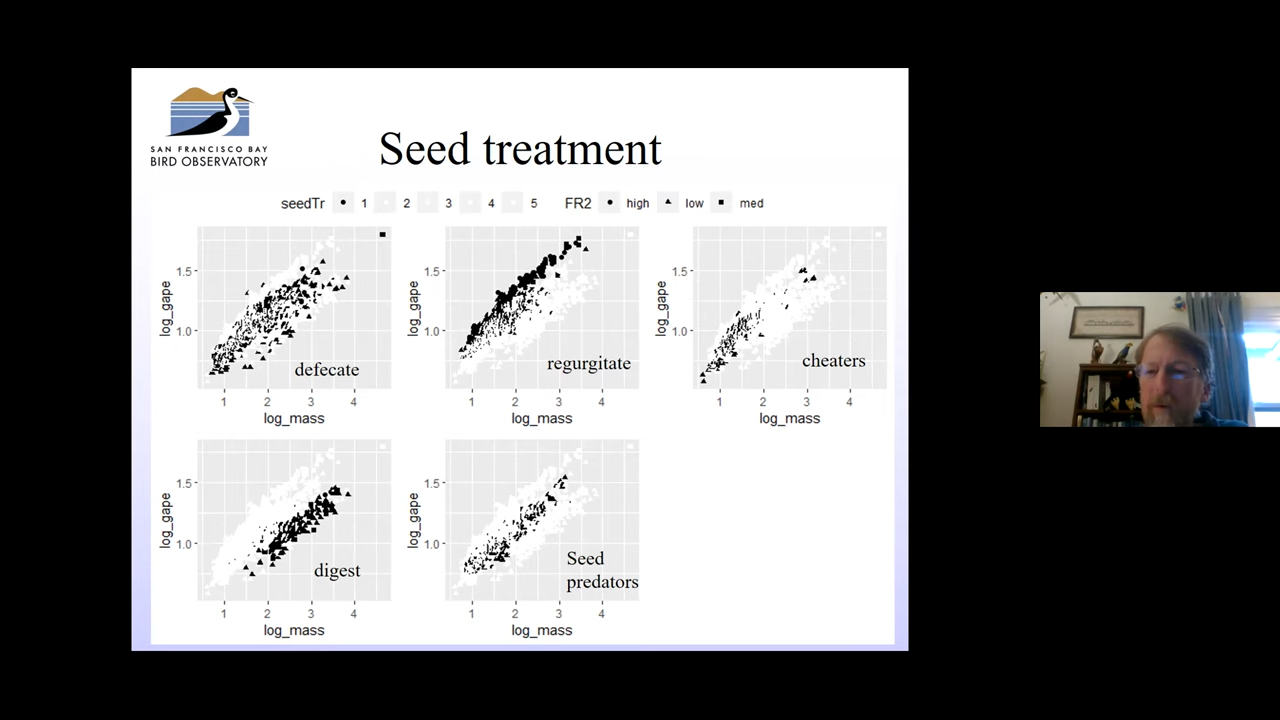 SAN FRANCISCO BAY
BIRD OBSERVATORY
Seed treatment
seedTr 1 2 3 4 5 FR2 high low med
log_gape
1.5
1.0
defecate
1 2 3 4
log_mass
log_gape
1.5
1.0
regurgitate
1 2 3 4
log_mass
log_gape
1.5
1.0
cheaters
1 2 3 4
log_mass
log_gape
1.5
1.0
digest
1 2 3 4
log_mass
log_gape
1.5
1.0
Seed
predators
1 2 3 4
log_mass